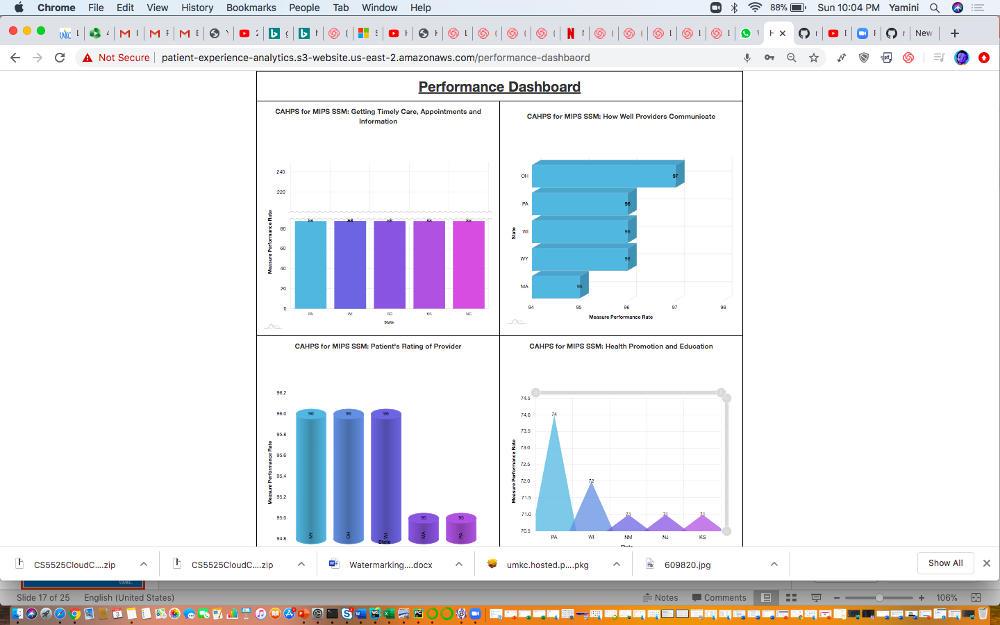 Chrome File Edit View History Bookmarks People Tab Window Help 88% Sun 10:04 PM Yamini
New
Not Secure patient-experience-analytics.s3-website.us-east-2.amazonaws.com/performance-dashbaord
Performance Dashboard
CAHPS for MIPS SSM: Getting Timely Care, Appointments and
Information
240
220
80
60
40
20
0
Measure Performance Rate
88 88 88 88 88
PA WI SD KS NC
State
CAHPS for MIPS SSM: How Well Providers Communicate
State
OH 97
PA 96
WI 96
WY 96
MA 95
94 95 96 97 98
Measure Performance Rate
CAHPS for MIPS SSM: Patient's Rating of Provider
96.2
96.0
95.8
95.6
95.4
95.2
95.0
94.8
Measure Performance Rate
96 96 96 95 95
NY OH WI MA PA
State
CAHPS for MIPS SSM: Health Promotion and Education
74.5
74.0
73.5
73.0
72.5
72.0
71.5
71.0
70.5
Measure Performance Rate
74 72 71 71 71
PA WI NM NJ KS
CS5525CloudC....zip CS5525CloudC....zip Watermarking....docx umkc.hosted.p....pkg 609820.jpg Show All
UMKC
Slide 17 of 25 English (United States) Notes Comments 106%